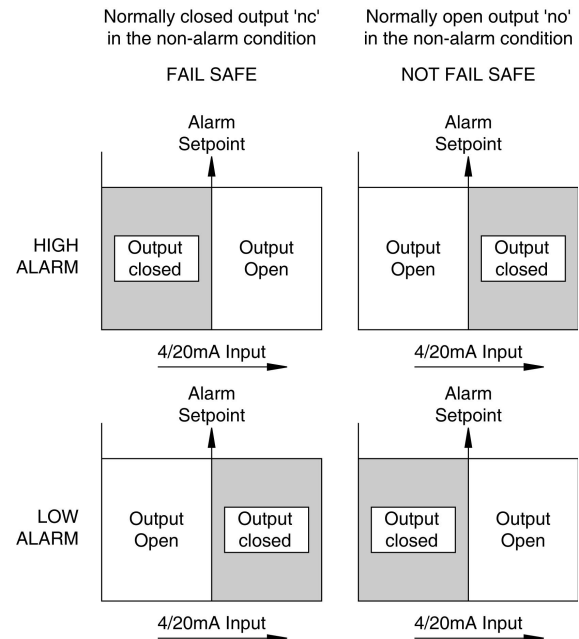 Normally closed output 'nc'
in the non-alarm condition
FAIL SAFE
Normally open output 'no'
in the non-alarm condition
NOT FAIL SAFE
HIGH
ALARM
Alarm
Setpoint
Output
closed
Output
Open
4/20mA Input
Alarm
Setpoint
Output
Open
Output
closed
4/20mA Input
LOW
ALARM
Alarm
Setpoint
Output
Open
Output
closed
4/20mA Input
Alarm
Setpoint
Output
closed
Output
Open
4/20mA Input